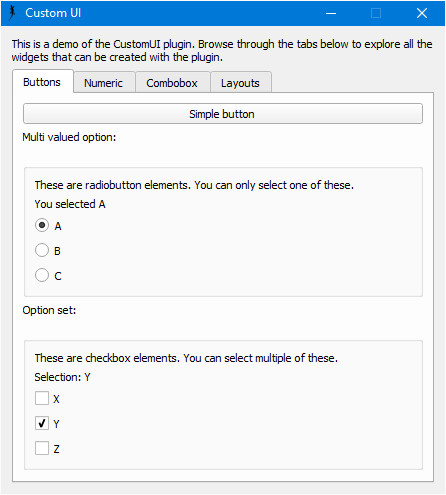 Custom UI
This is a demo of the CustomUI plugin. Browse through the tabs below to explore all the
widgets that can be created with the plugin.
Buttons Numeric Combobox Layouts
Simple button
Multi valued option:
These are radiobutton elements. You can only select one of these.
You selected A
A
B
C
Option set:
These are checkbox elements. You can select multiple of these.
Selection: Y
X
Y
Z